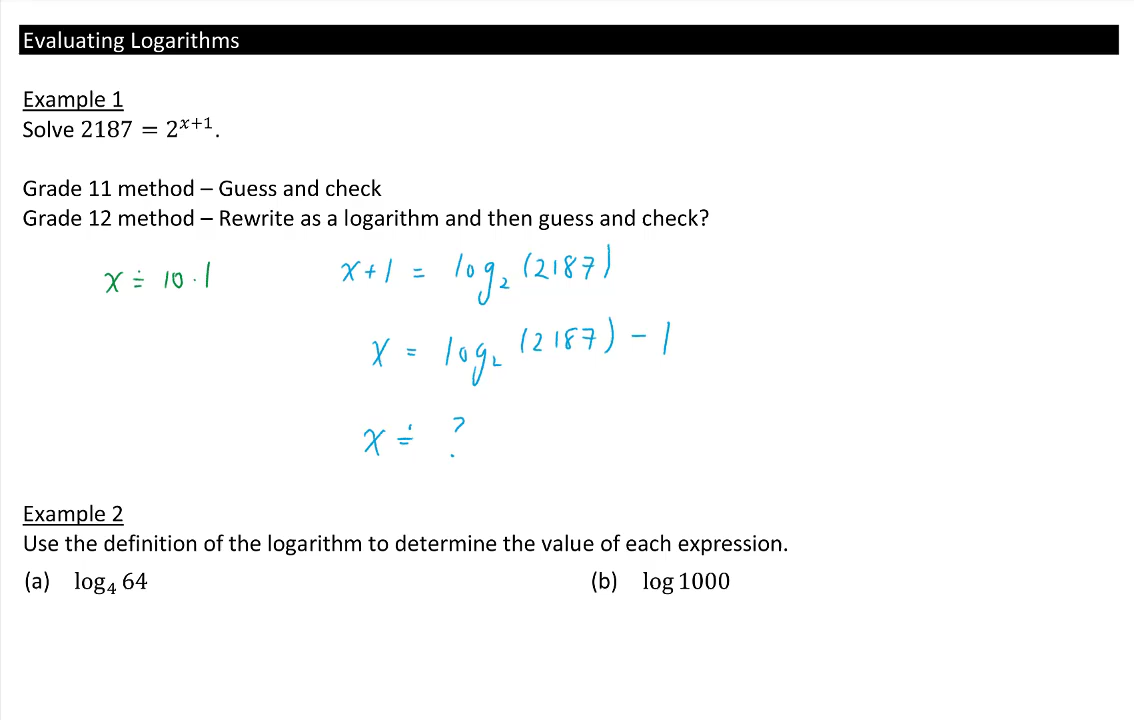 Evaluating Logarithms
Example 1
Solve 2187 = 2^{x+1}.
Grade 11 method – Guess and check
Grade 12 method – Rewrite as a logarithm and then guess and check?
x ≑ 10.1
x + 1 = log₂ (2187)
x = log₂ (2187) − 1
x ≑ ?
Example 2
Use the definition of the logarithm to determine the value of each expression.
(a) log₄ 64 (b) log 1000